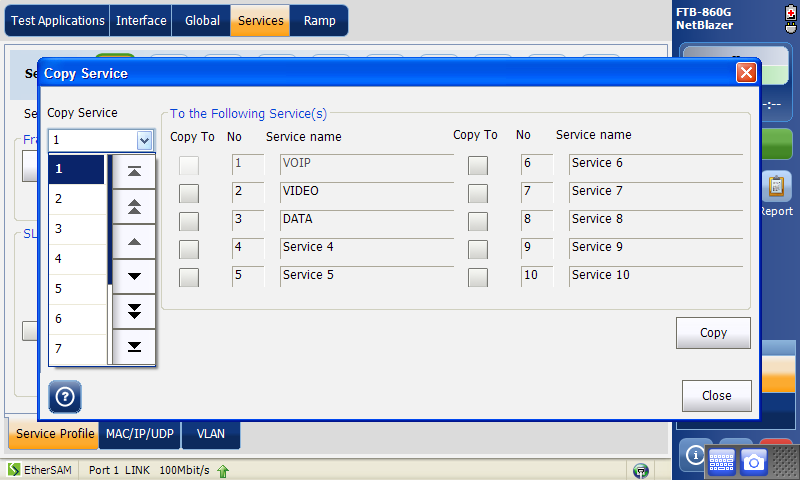 Test Applications Interface Global Services Ramp
FTB-860G
NetBlazer
Copy Service
Copy Service
1
1
2
3
4
5
6
7
To the Following Service(s)
Copy To No Service name Copy To No Service name
1 VOIP 6 Service 6
2 VIDEO 7 Service 7
3 DATA 8 Service 8
4 Service 4 9 Service 9
5 Service 5 10 Service 10
Copy
Close
?
--:--
Report
Service Profile MAC/IP/UDP VLAN
EtherSAM Port 1 LINK 100Mbit/s